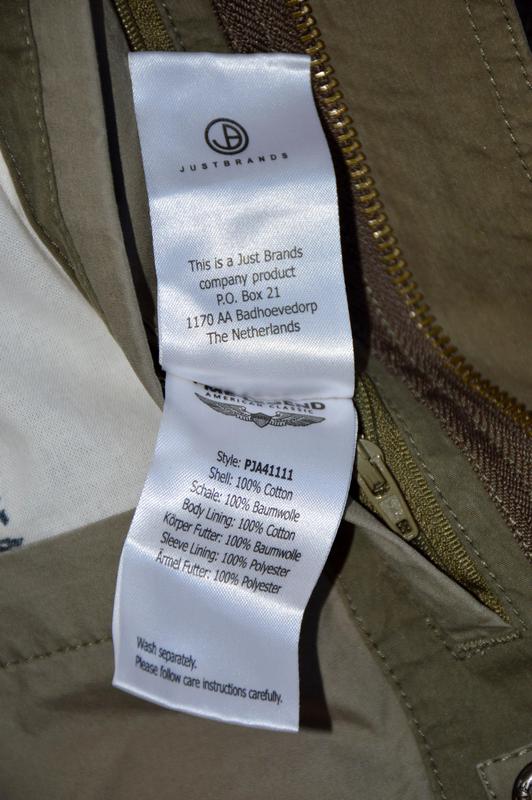 JUSTBRANDS
This is a Just Brands
company product
P.O. Box 21
1170 AA Badhoevedorp
The Netherlands
AMERICAN CLASSIC
Style: PJA41111
Shell: 100% Cotton
Schale: 100% Baumwolle
Body Lining: 100% Cotton
Körper Futter: 100% Baumwolle
Sleeve Lining: 100% Polyester
Ärmel Futter: 100% Polyester
Wash separately.
Please follow care instructions carefully.